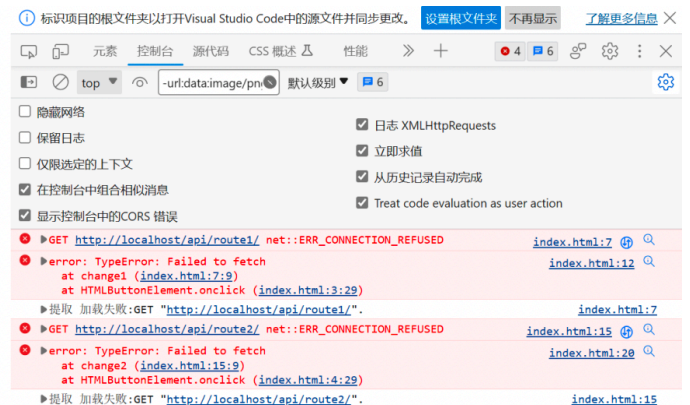 标识项目的根文件夹以打开Visual Studio Code中的源文件并同步更改。 设置根文件夹 不再显示 了解更多信息
元素 控制台 源代码 CSS 概述 性能 4 6
top -url:data:image/pn 默认级别 6
隐藏网络
保留日志
仅限选定的上下文
在控制台中组合相似消息
显示控制台中的CORS 错误
日志 XMLHttpRequests
立即求值
从历史记录自动完成
Treat code evaluation as user action
GET http://localhost/api/route1/ net::ERR_CONNECTION_REFUSED index.html:7
error: TypeError: Failed to fetch index.html:12
at change1 (index.html:7:9)
at HTMLButtonElement.onclick (index.html:3:29)
提取 加载失败:GET "http://localhost/api/route1/". index.html:7
GET http://localhost/api/route2/ net::ERR_CONNECTION_REFUSED index.html:15
error: TypeError: Failed to fetch index.html:20
at change2 (index.html:15:9)
at HTMLButtonElement.onclick (index.html:4:29)
提取 加载失败:GET "http://localhost/api/route2/". index.html:15